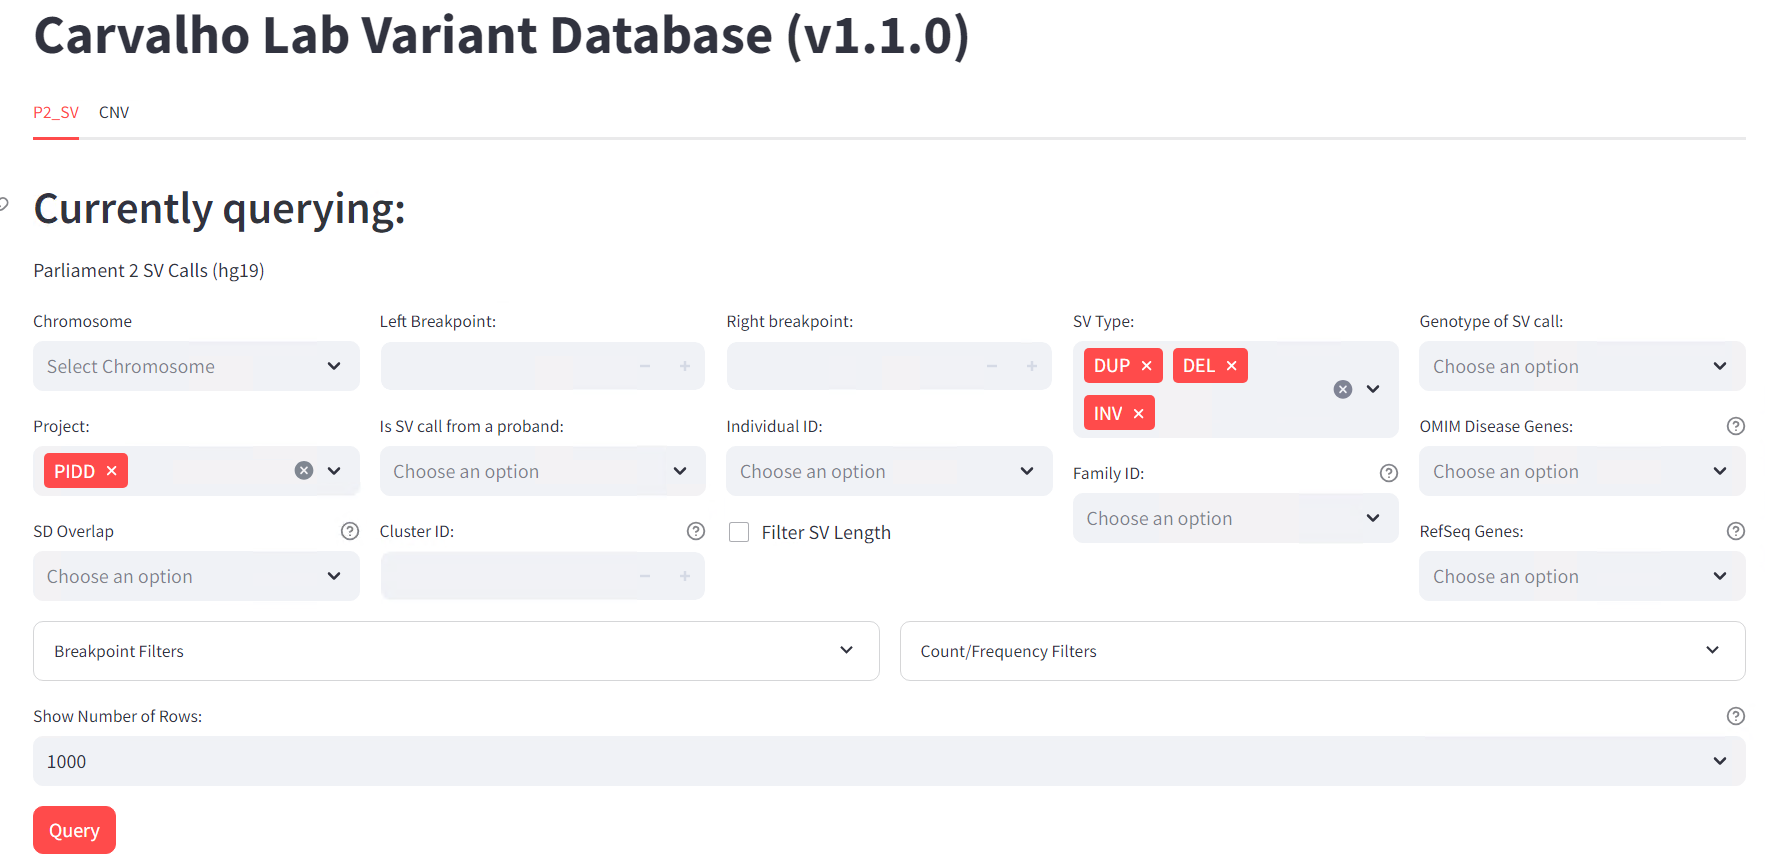 Carvalho Lab Variant Database (v1.1.0)
P2_SV
CNV
Currently querying:
Parliament 2 SV Calls (hg19)
Chromosome
Select Chromosome
Left Breakpoint:
Right breakpoint:
SV Type:
DUP
DEL
INV
Genotype of SV call:
Choose an option
Project:
PIDD
Is SV call from a proband:
Choose an option
Individual ID:
Choose an option
Family ID:
Choose an option
OMIM Disease Genes:
Choose an option
SD Overlap
Choose an option
Cluster ID:
Filter SV Length
RefSeq Genes:
Choose an option
Breakpoint Filters
Count/Frequency Filters
Show Number of Rows:
1000
Query